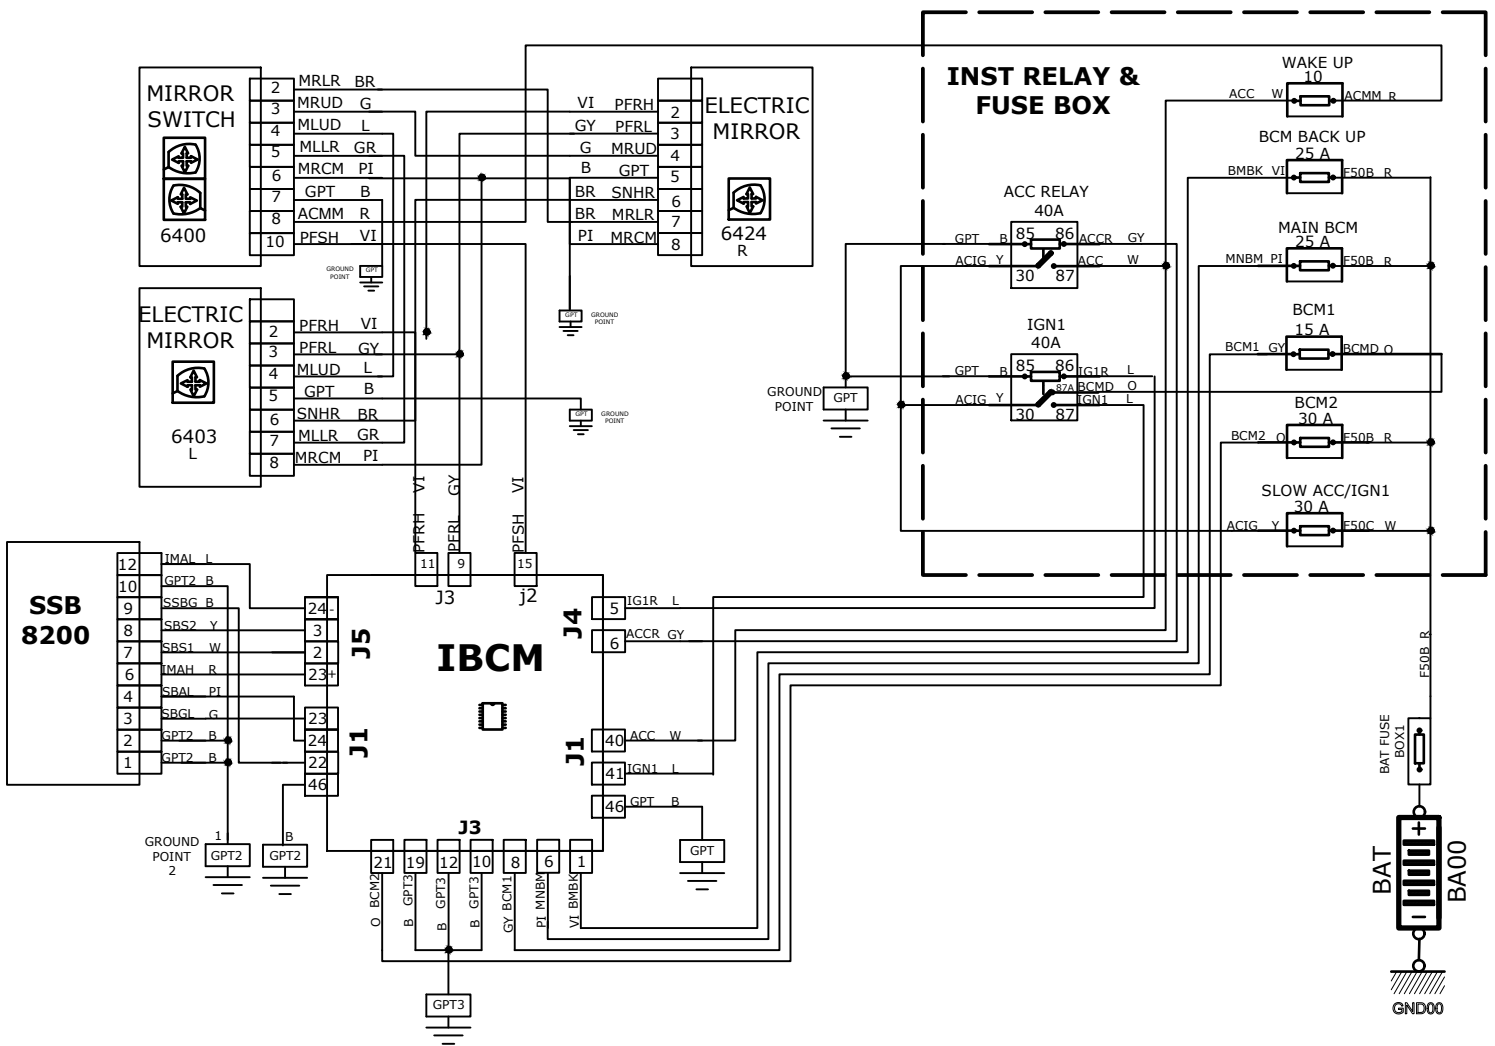 INST RELAY &
FUSE BOX
WAKE UP
10
ACC W ACMM R
BCM BACK UP
25 A
BMBK VI F50B R
MAIN BCM
25 A
MNBM PI F50B R
BCM1
15 A
BCM1 GY BCMD O
BCM2
30 A
BCM2 O F50B R
SLOW ACC/IGN1
30 A
ACIG Y F50C W
ACC RELAY
40A
GPT B 85 86 ACCR GY
ACIG Y 30 87 ACC W
IGN1
40A
GPT B 85 86 IG1R L
87A BCMD O
ACIG Y 30 87 IGN1 L
GROUND
POINT
GPT
MIRROR
SWITCH
6400
2 MRLR BR
3 MRUD G
4 MLUD L
5 MLLR GR
6 MRCM PI
7 GPT B
8 ACMM R
10 PFSH VI
GROUND
POINT
GPT
ELECTRIC
MIRROR
6424
R
VI PFRH 2
GY PFRL 3
G MRUD 4
B GPT 5
BR SNHR 6
BR MRLR 7
PI MRCM 8
GPT
GROUND
POINT
ELECTRIC
MIRROR
6403
L
2 PFRH VI
3 PFRL GY
4 MLUD L
5 GPT B
6 SNHR BR
7 MLLR GR
8 MRCM PI
GPT
GROUND
POINT
PFRH VI
PFRL GY
PFSH VI
11 9 15
J3 j2
SSB
8200
12 IMAL L
10 GPT2 B
9 SSBG B
8 SBS2 Y
7 SBS1 W
6 IMAH R
4 SBAL PI
3 SBGL G
2 GPT2 B
1 GPT2 B
24-
3
2
23+
J5
23
24
22
46
J1
IBCM
J4
5 IG1R L
6 ACCR GY
J1
40 ACC W
41 IGN1 L
46 GPT B
GPT
J3
21 19 12 10 8 6 1
O BCM2
B GPT3
B GPT3
B GPT3
GY BCM1
PI MNBM
VI BMBK
GPT3
GROUND
POINT
2
1
GPT2
B
GPT2
F50B R
BAT FUSE
BOX1
+
−
BAT
BA00
GND00